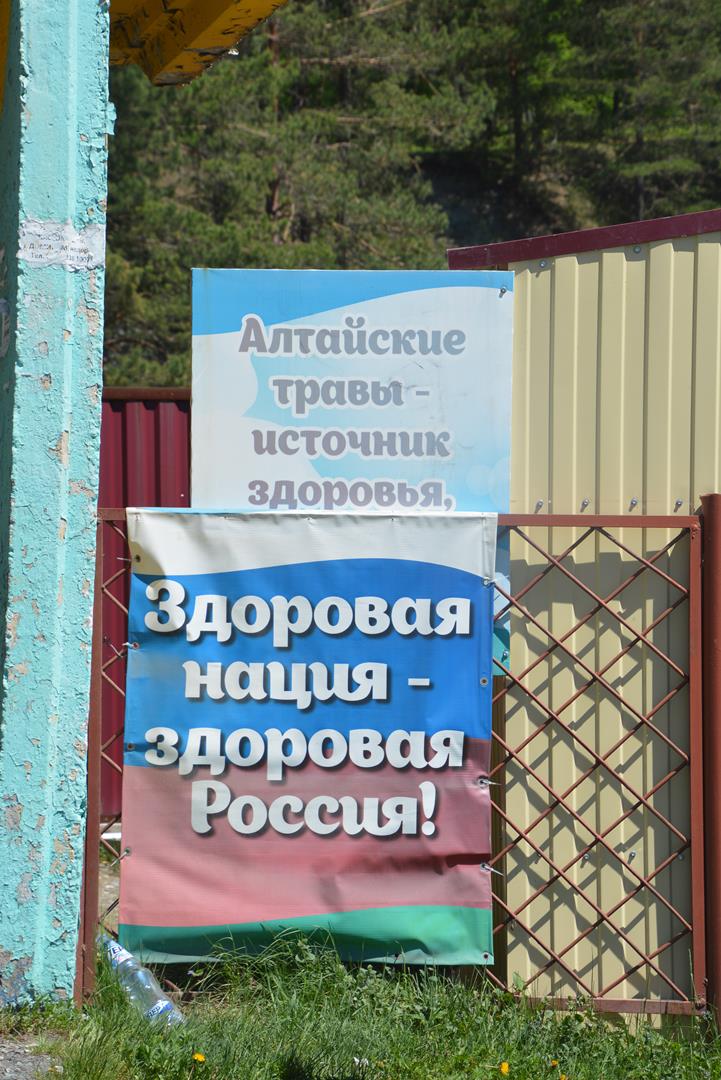 Алтайские
травы -
источник
здоровья,
Здоровая
нация -
здоровая
Россия!